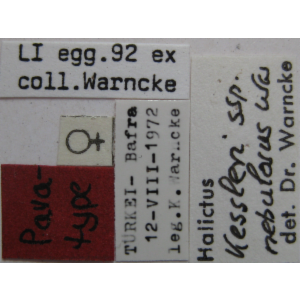 LI egg.92 ex
coll.Warncke
♀
Para-
type
TÜRKEI- Bafra
12-VIII-1972
leg.K.Warncke
Halictus
Kessleri ssp.
nebulosus War
det. Dr. Warncke